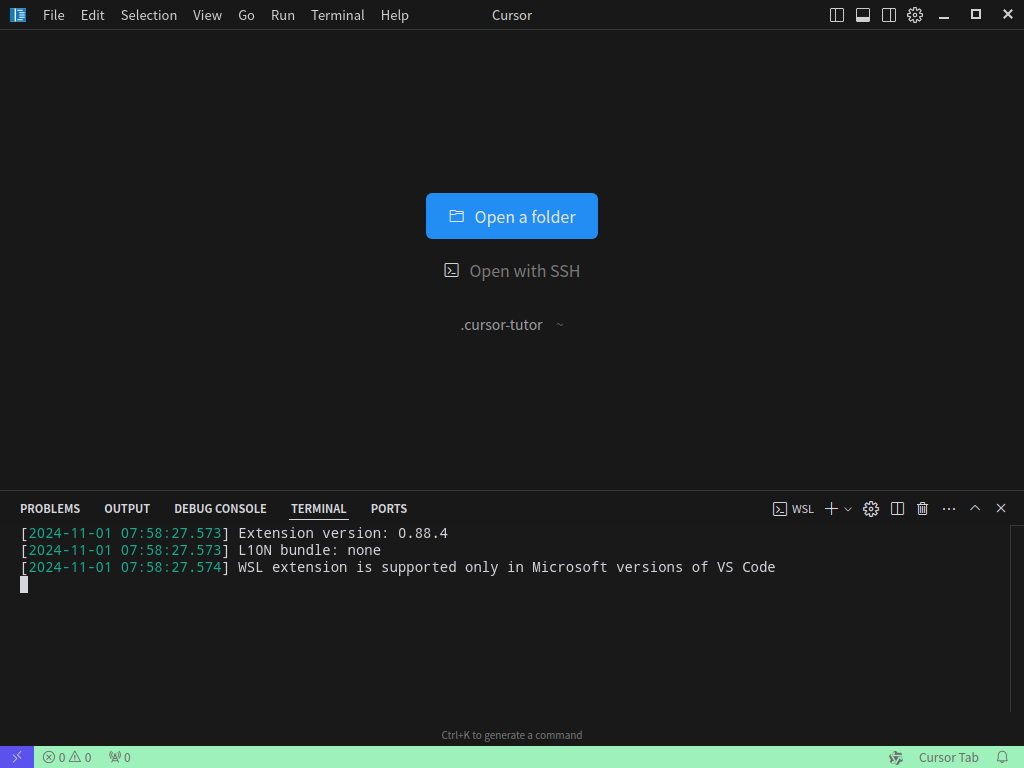 File Edit Selection View Go Run Terminal Help Cursor
Open a folder
Open with SSH
.cursor-tutor ~
PROBLEMS OUTPUT DEBUG CONSOLE TERMINAL PORTS WSL
[2024-11-01 07:58:27.573] Extension version: 0.88.4
[2024-11-01 07:58:27.573] L10N bundle: none
[2024-11-01 07:58:27.574] WSL extension is supported only in Microsoft versions of VS Code
Ctrl+K to generate a command
0 0 0 Cursor Tab